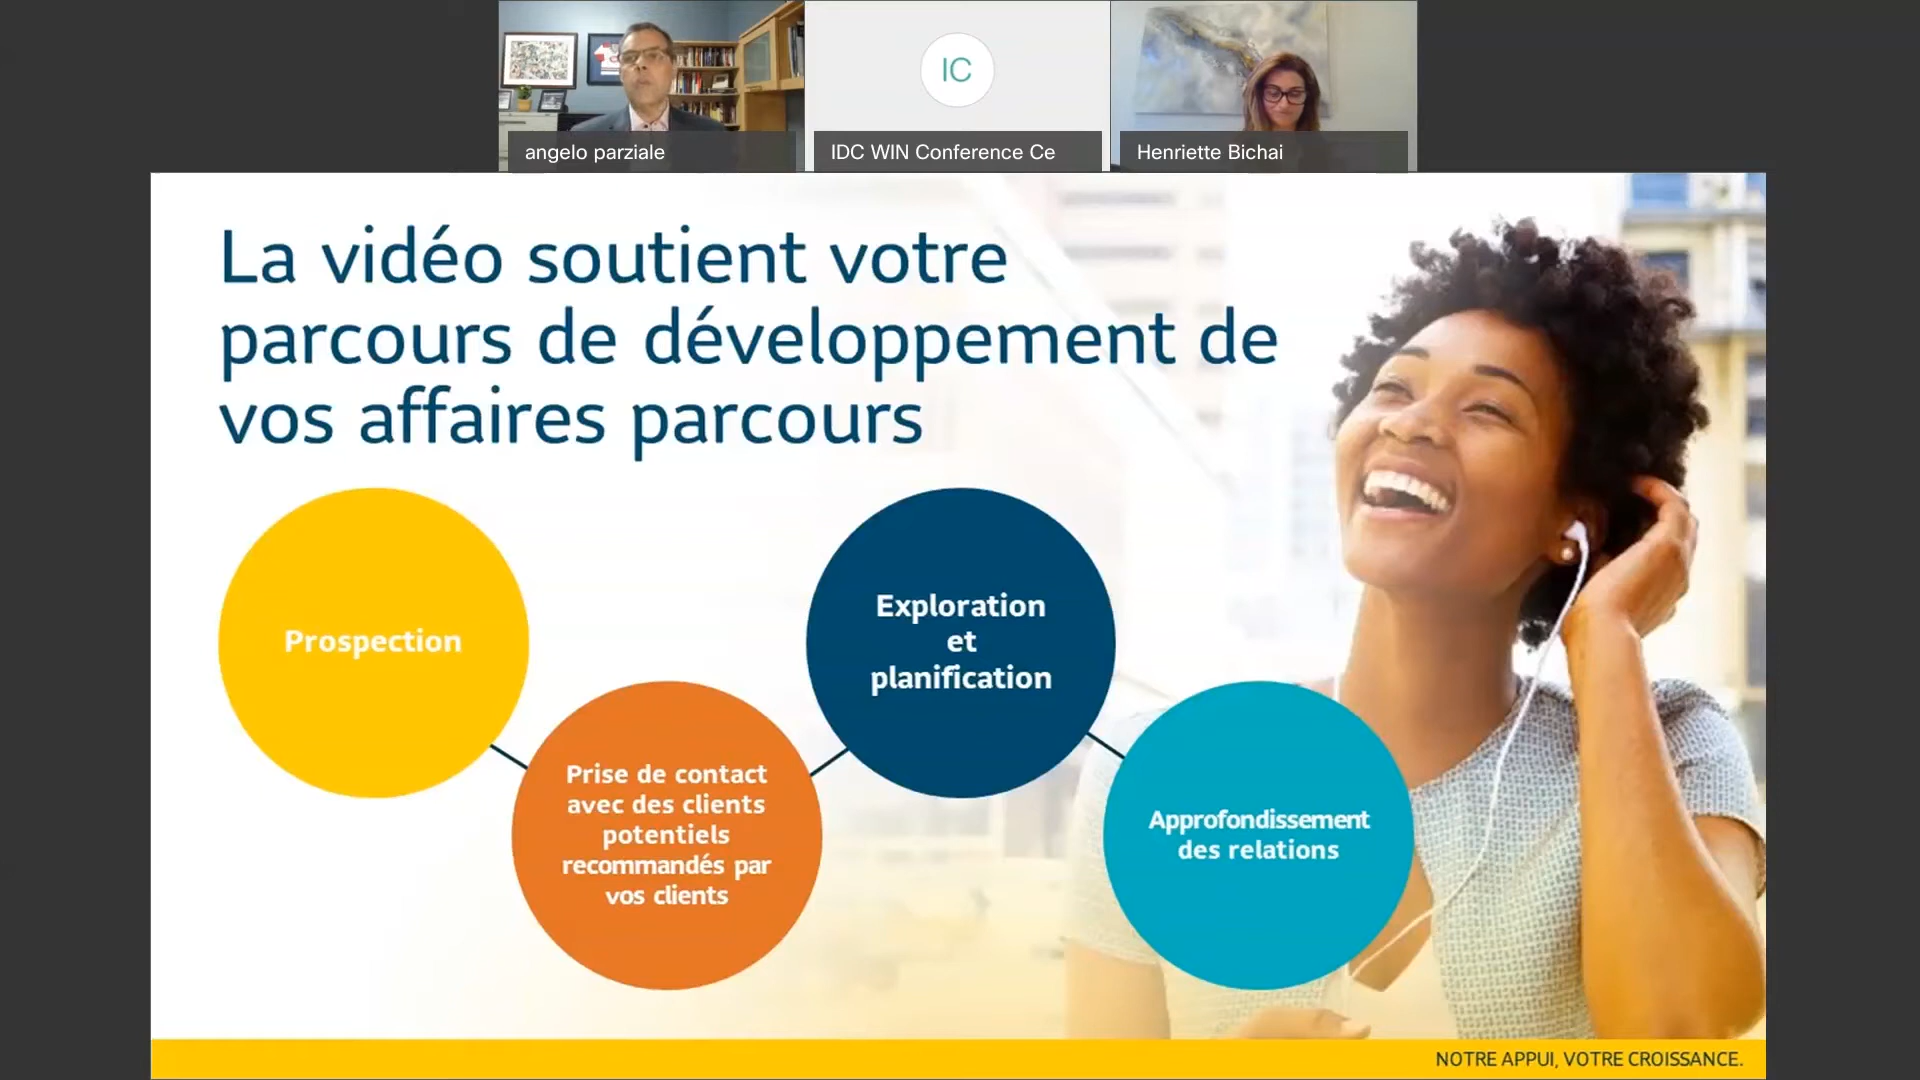 angelo parziale
IC
IDC WIN Conference Ce
Henriette Bichai
La vidéo soutient votre
parcours de développement de
vos affaires parcours
Prospection
Prise de contact
avec des clients
potentiels
recommandés par
vos clients
Exploration
et
planification
Approfondissement
des relations
NOTRE APPUI, VOTRE CROISSANCE.